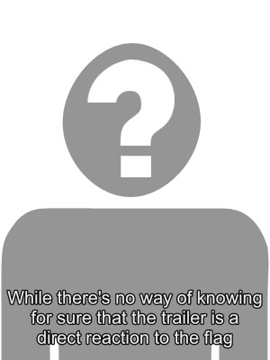 ?
While there's no way of knowing
for sure that the trailer is a
direct reaction to the flag